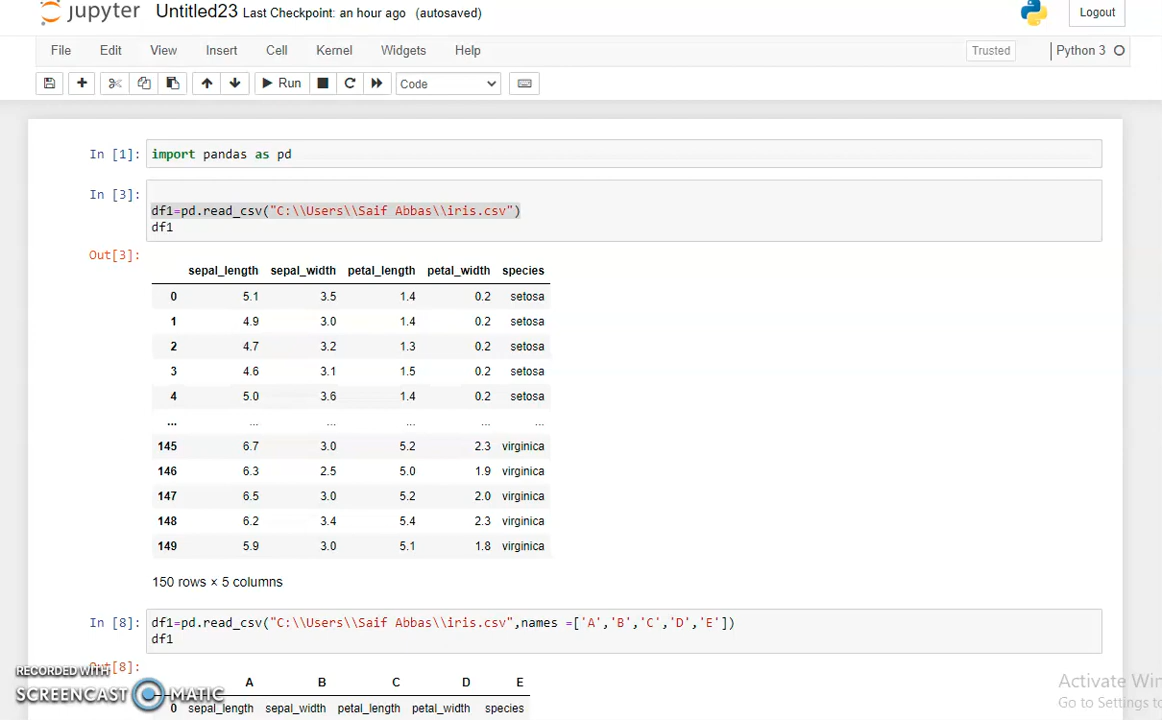 jupyter Untitled23 Last Checkpoint: an hour ago (autosaved) Logout
File Edit View Insert Cell Kernel Widgets Help Trusted Python 3
Run Code
In [1]: import pandas as pd
In [3]:
df1=pd.read_csv("C:\\Users\\Saif Abbas\\iris.csv")
df1
Out[3]:
sepal_length sepal_width petal_length petal_width species
0 5.1 3.5 1.4 0.2 setosa
1 4.9 3.0 1.4 0.2 setosa
2 4.7 3.2 1.3 0.2 setosa
3 4.6 3.1 1.5 0.2 setosa
4 5.0 3.6 1.4 0.2 setosa
... ... ... ... ... ...
145 6.7 3.0 5.2 2.3 virginica
146 6.3 2.5 5.0 1.9 virginica
147 6.5 3.0 5.2 2.0 virginica
148 6.2 3.4 5.4 2.3 virginica
149 5.9 3.0 5.1 1.8 virginica
150 rows × 5 columns
In [8]: df1=pd.read_csv("C:\\Users\\Saif Abbas\\iris.csv",names =['A','B','C','D','E'])
df1
Out[8]:
A B C D E
0 sepal_length sepal_width petal_length petal_width species
RECORDED WITH
SCREENCAST MATIC
Activate Win
Go to Settings to